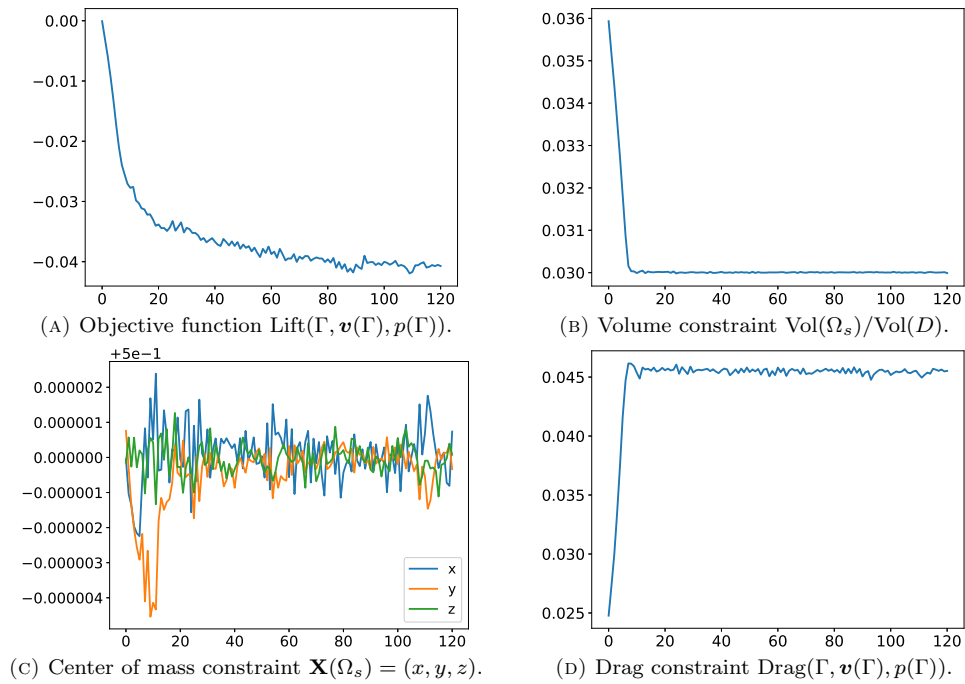 0.00
−0.01
−0.02
−0.03
−0.04
0 20 40 60 80 100 120
(A) Objective function Lift(Γ, v(Γ), p(Γ)).
0.036
0.035
0.034
0.033
0.032
0.031
0.030
0 20 40 60 80 100 120
(B) Volume constraint Vol(Ωₛ)/Vol(D).
+5e−1
0.000002
0.000001
0.000000
−0.000001
−0.000002
−0.000003
−0.000004
x
y
z
0 20 40 60 80 100 120
(C) Center of mass constraint X(Ωₛ) = (x, y, z).
0.045
0.040
0.035
0.030
0.025
0 20 40 60 80 100 120
(D) Drag constraint Drag(Γ, v(Γ), p(Γ)).